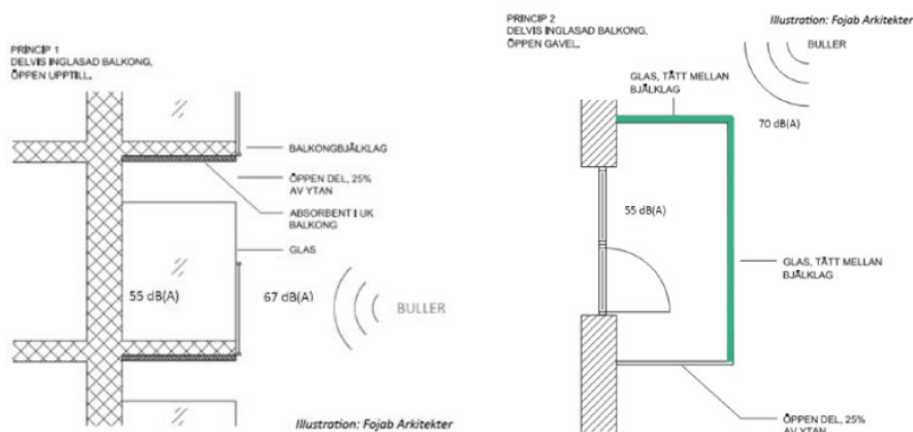 PRINCIP 1
DELVIS INGLASAD BALKONG,
ÖPPEN UPPTILL.
BALKONGBJÄLKLAG
ÖPPEN DEL, 25%
AV YTAN
ABSORBENT I UK
BALKONG
GLAS
55 dB(A)
67 dB(A)
BULLER
Illustration: Fojab Arkitekter
PRINCIP 2
DELVIS INGLASAD BALKONG,
ÖPPEN GAVEL.
Illustration: Fojab Arkitekter
BULLER
GLAS, TÄTT MELLAN
BJÄLKLAG
70 dB(A)
55 dB(A)
GLAS, TÄTT MELLAN
BJÄLKLAG
ÖPPEN DEL, 25%
AV YTAN